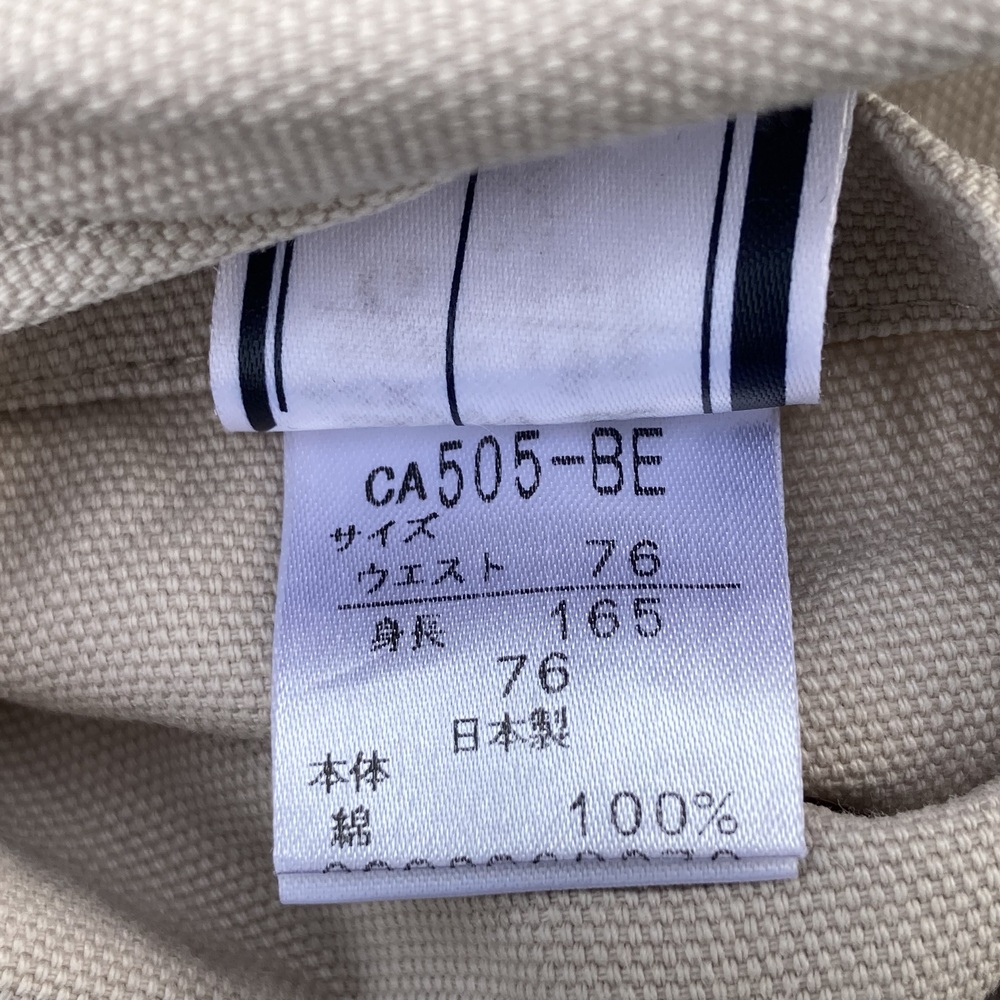 CA505-BE
サイズ
ウエスト 76
身長 165
76
日本製
本体
綿 100%